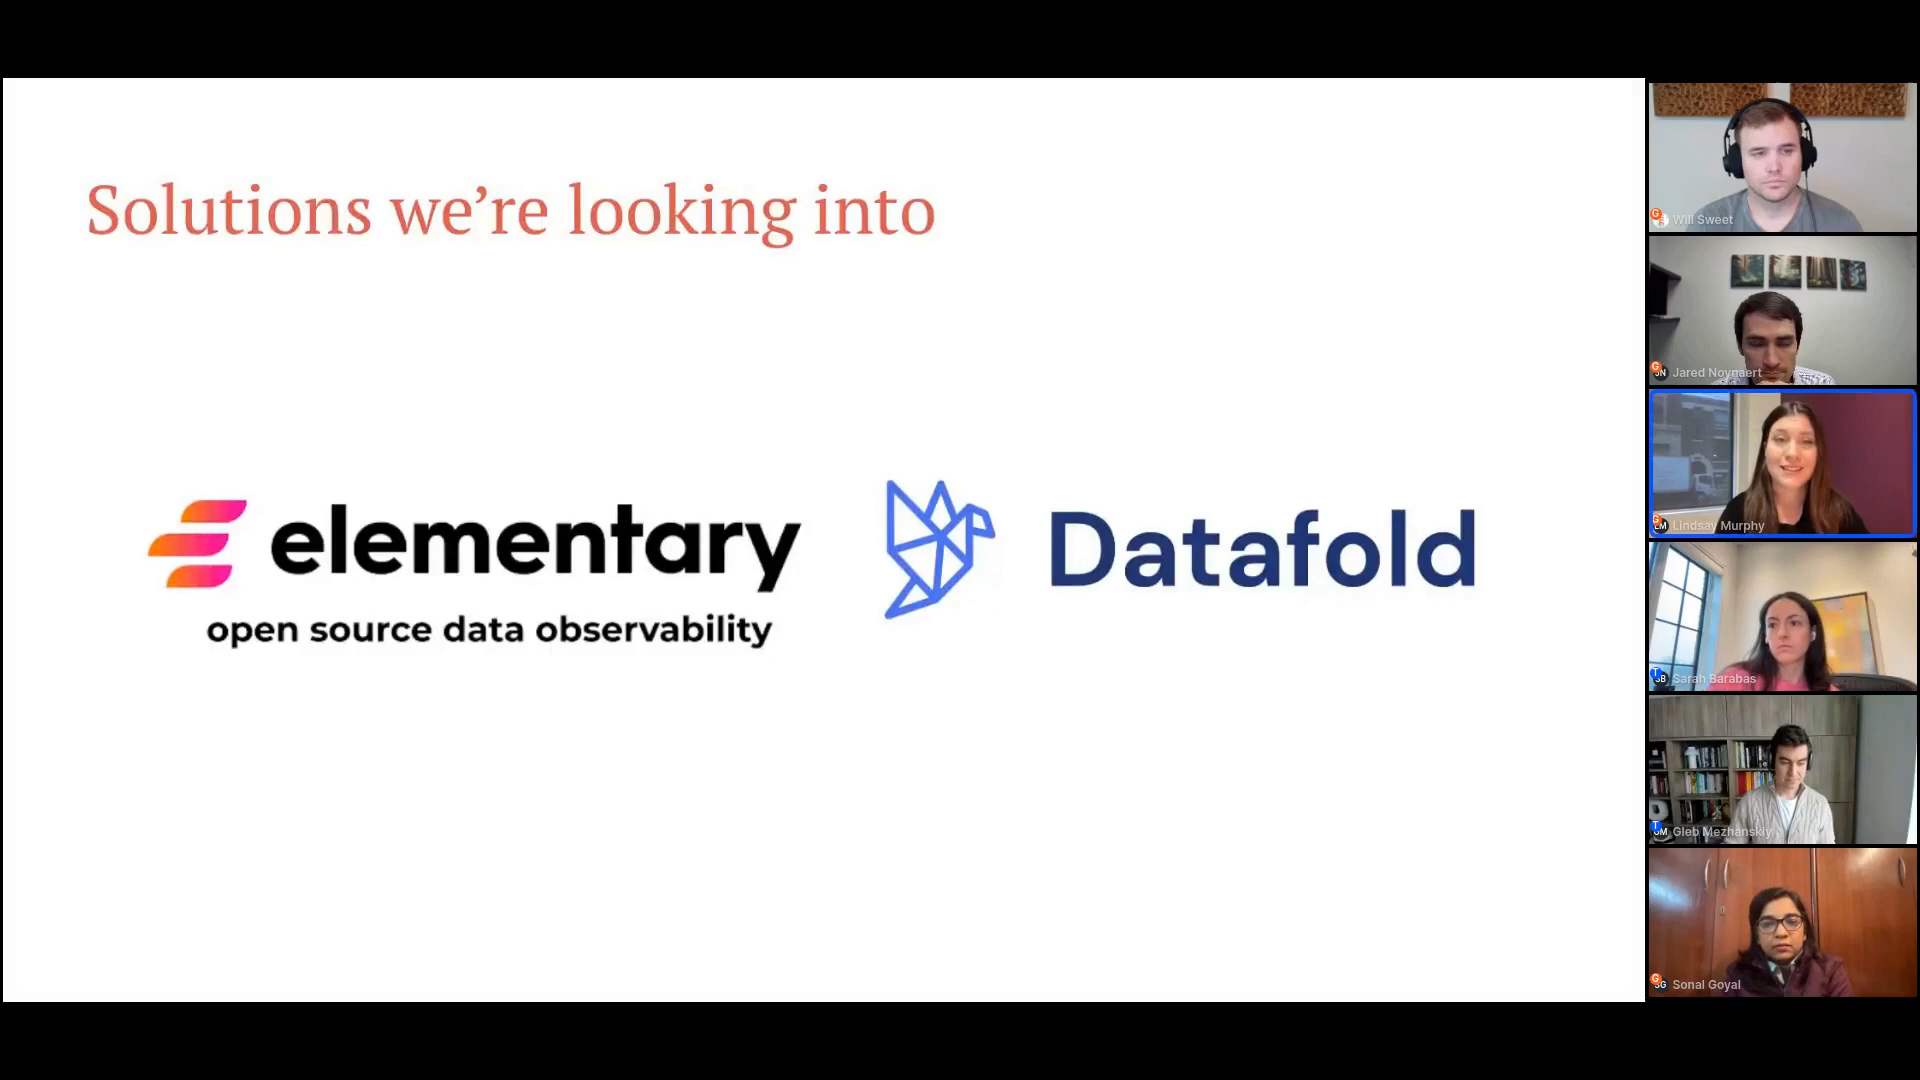 Solutions we’re looking into
elementary
open source data observability
Datafold
Will Sweet
Jared Noynaert
Lindsay Murphy
Sarah Barabas
Gleb Mezhanskiy
Sonal Goyal